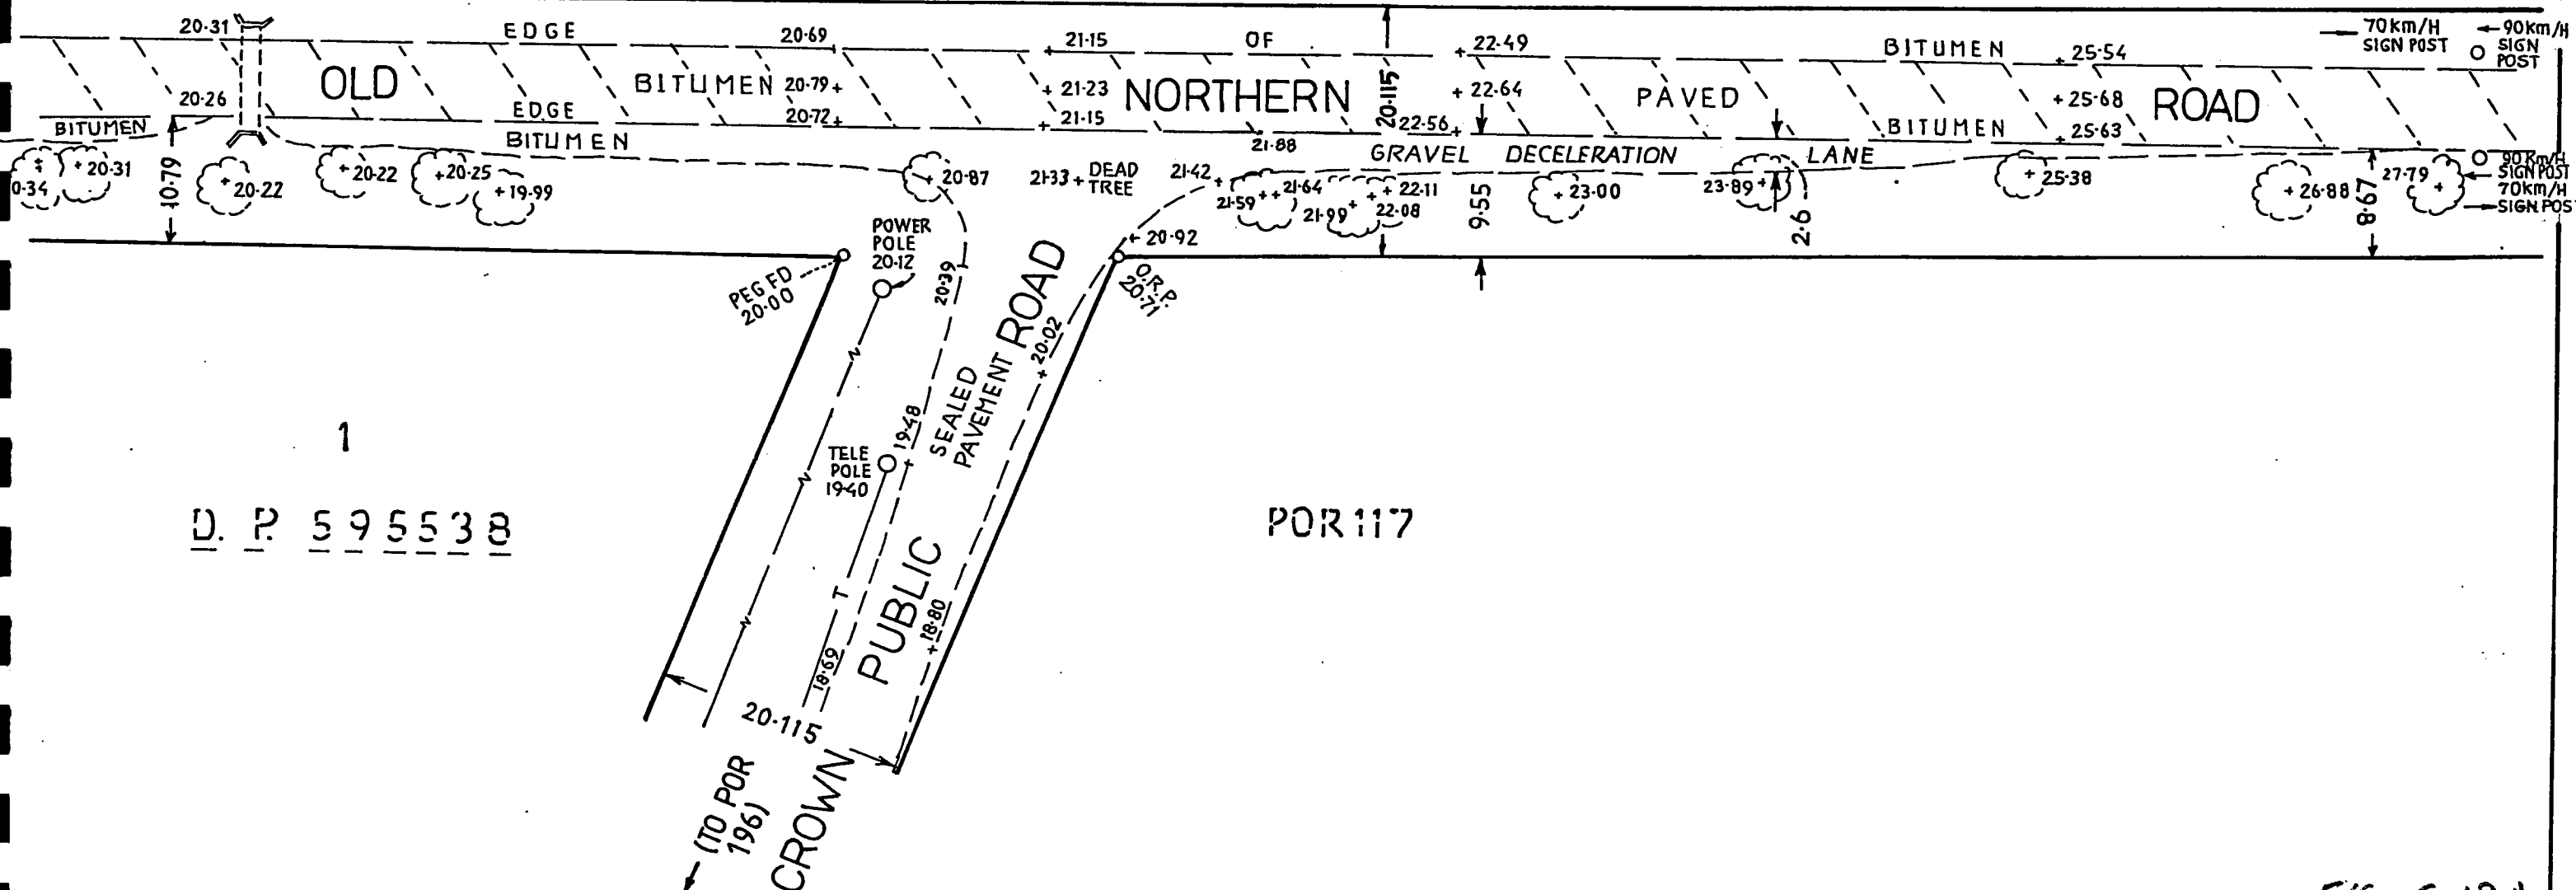 20.31
EDGE
20.69
21.15
OF
22.49
BITUMEN
25.54
70km/H
SIGN POST
90km/H
SIGN
POST
OLD
BITUMEN
20.79
21.23
NORTHERN
20.115
22.64
PAVED
25.68
ROAD
20.26
EDGE
20.72
21.15
22.56
BITUMEN
25.63
BITUMEN
BITUMEN
21.88
GRAVEL DECELERATION LANE
0.34
20.31
10.79
20.22
20.22
20.25
19.99
20.87
21.33
DEAD
TREE
21.42
21.59
21.64
21.99
22.11
22.08
9.55
23.00
23.89
2.6
25.38
26.88
8.67
27.79
90 Km/H
SIGN POST
70km/H
SIGN POST
POWER
POLE
20.12
20.92
PEG FD
20.00
20.39
O.R.P.
20.71
20.02
1
D. P. 595538
TELE
POLE
19.40
19.48
SEALED
PAVEMENT
POR 117
T
18.69
18.80
20.115
(TO POR
196)
CROWN PUBLIC ROAD